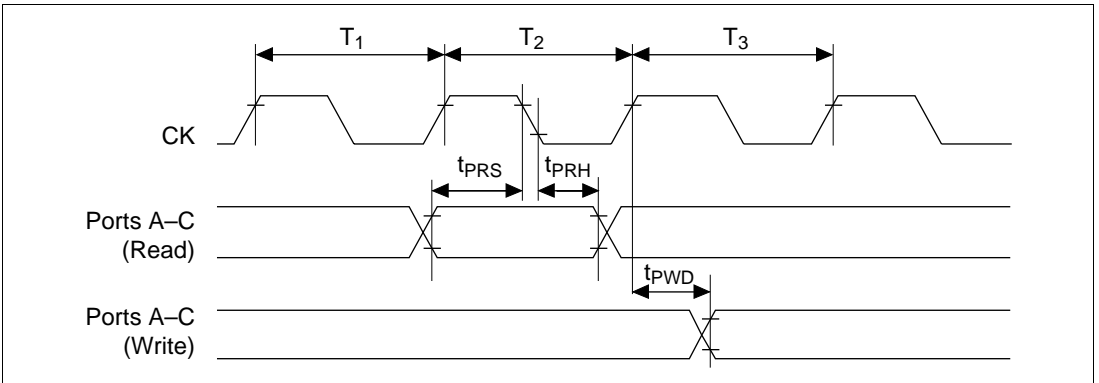 T1 T2 T3
CK
tPRS tPRH
Ports A–C
(Read)
tPWD
Ports A–C
(Write)